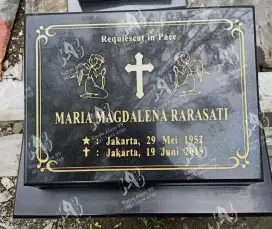 Requiescat in Pace
MARIA MAGDALENA RARASATI
★ : Jakarta, 29 Mei 1952
✝ : Jakarta, 19 Juni 2019